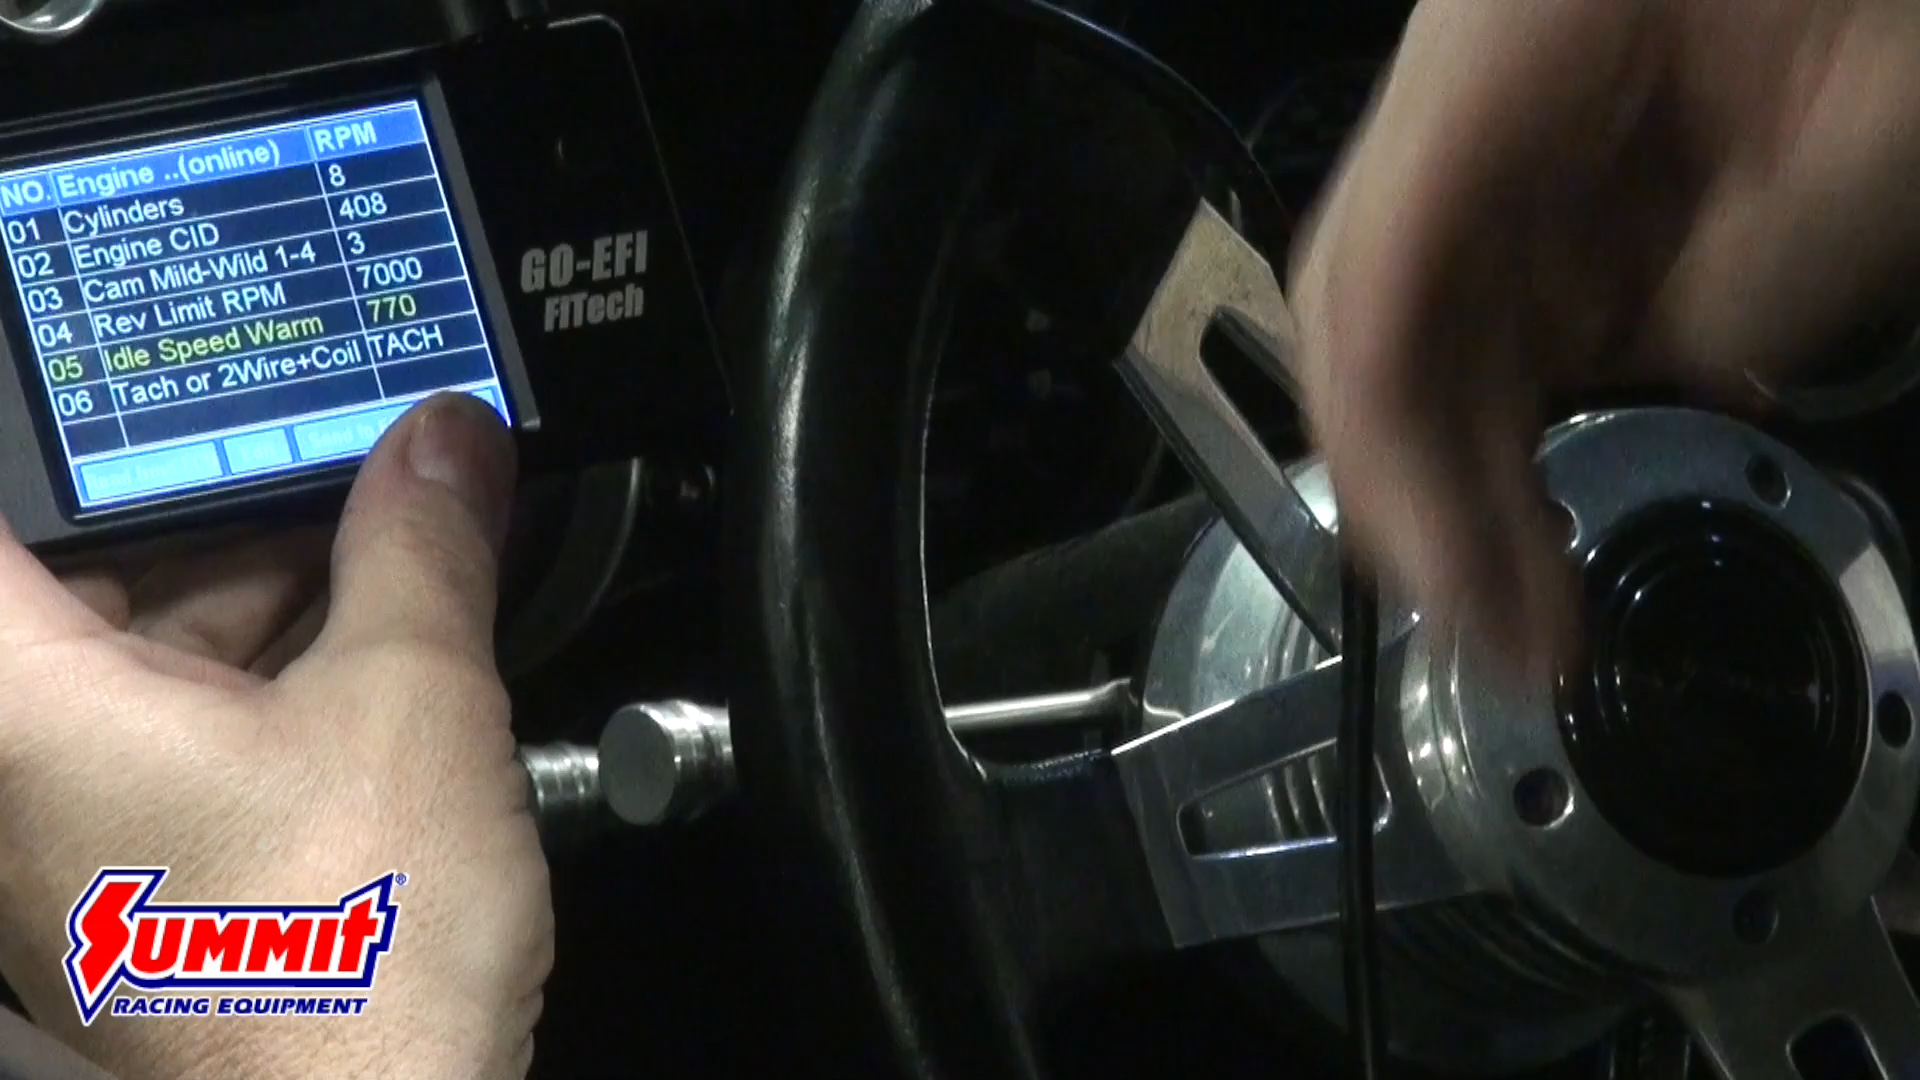 NO. Engine ..(online) RPM
01 Cylinders 8
02 Engine CID 408
03 Cam Mild-Wild 1-4 3
04 Rev Limit RPM 7000
05 Idle Speed Warm 770
06 Tach or 2Wire+Coil TACH
Send to
GO-EFI
FiTech
SUMMIT®
RACING EQUIPMENT